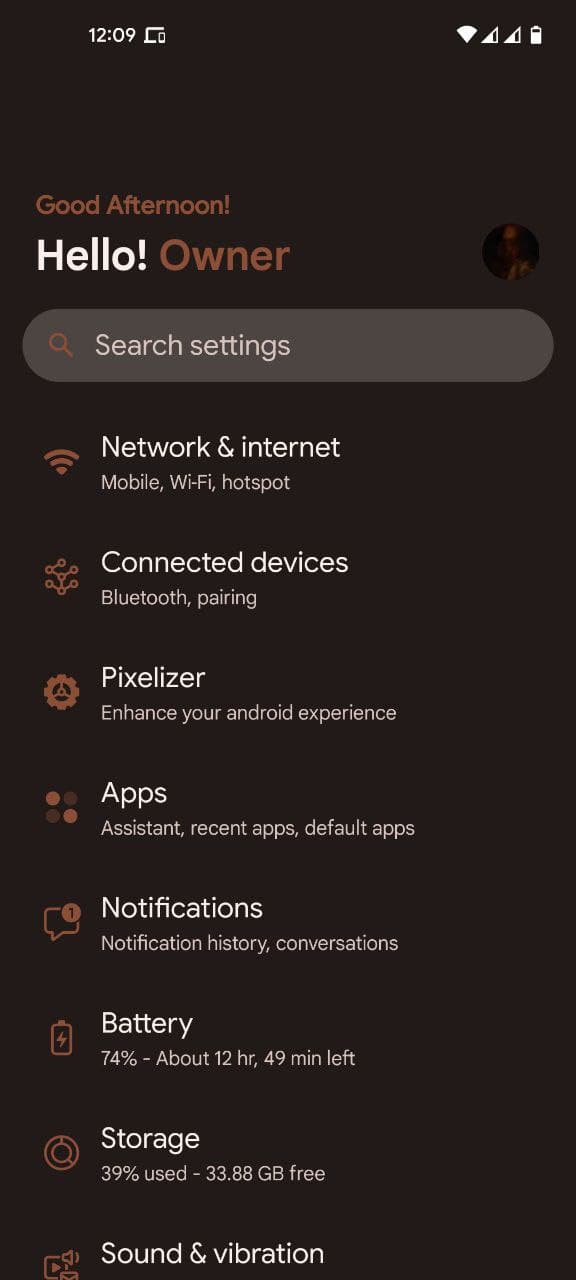 12:09
Good Afternoon!
Hello! Owner
Search settings
Network & internet
Mobile, Wi-Fi, hotspot
Connected devices
Bluetooth, pairing
Pixelizer
Enhance your android experience
Apps
Assistant, recent apps, default apps
1
Notifications
Notification history, conversations
Battery
74% - About 12 hr, 49 min left
Storage
39% used - 33.88 GB free
Sound & vibration